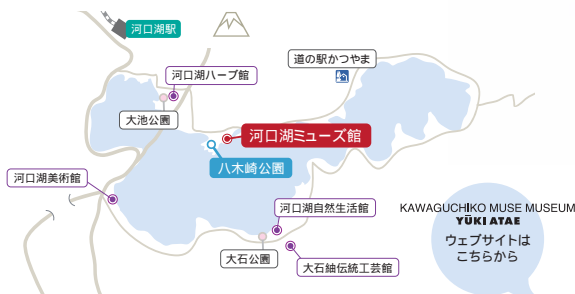 河口湖駅
河口湖ハーブ館
道の駅かつやま
大池公園
河口湖ミューズ館
八木崎公園
河口湖美術館
河口湖自然生活館
大石公園
大石紬伝統工芸館
KAWAGUCHIKO MUSE MUSEUM
YŪKI ATAE
ウェブサイトは
こちらから